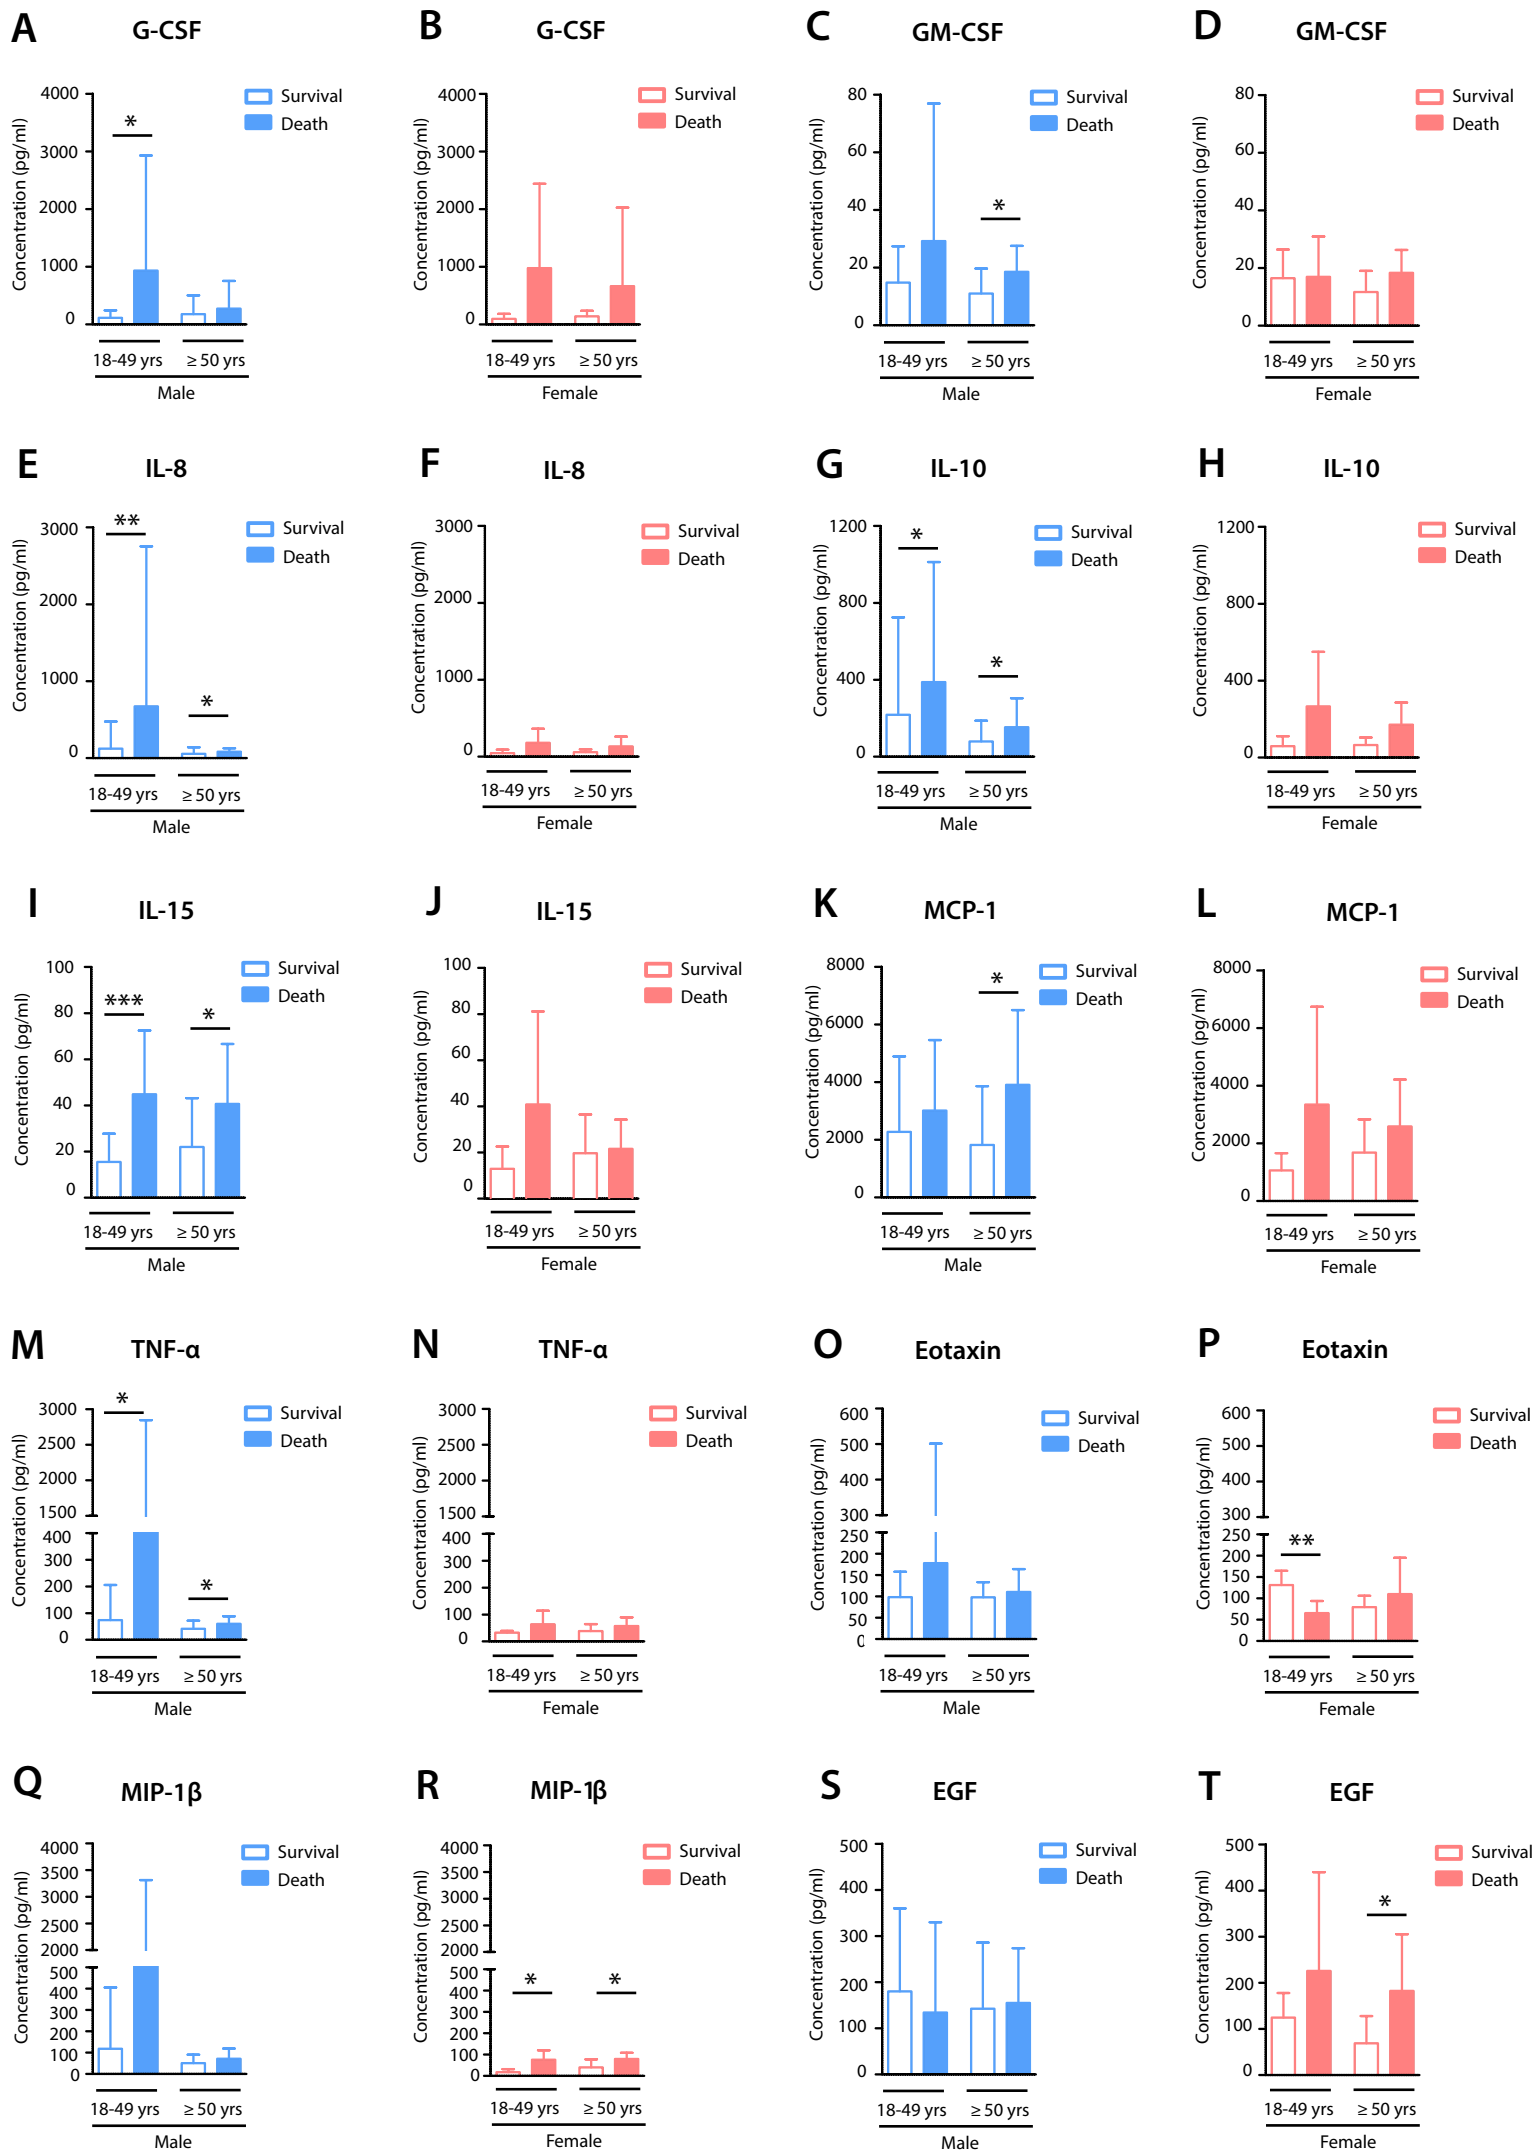 A G-CSF
Concentration (pg/ml)
4000
3000
2000
1000
0
*
Survival
Death
18-49 yrs ≥ 50 yrs
Male
B G-CSF
Concentration (pg/ml)
4000
3000
2000
1000
0
Survival
Death
18-49 yrs ≥ 50 yrs
Female
C GM-CSF
Concentration (pg/ml)
80
60
40
20
0
*
Survival
Death
18-49 yrs ≥ 50 yrs
Male
D GM-CSF
Concentration (pg/ml)
80
60
40
20
0
Survival
Death
18-49 yrs ≥ 50 yrs
Female
E IL-8
Concentration (pg/ml)
3000
2000
1000
0
** *
Survival
Death
18-49 yrs ≥ 50 yrs
Male
F IL-8
Concentration (pg/ml)
3000
2000
1000
0
Survival
Death
18-49 yrs ≥ 50 yrs
Female
G IL-10
Concentration (pg/ml)
1200
800
400
0
* *
Survival
Death
18-49 yrs ≥ 50 yrs
Male
H IL-10
Concentration (pg/ml)
1200
800
400
0
Survival
Death
18-49 yrs ≥ 50 yrs
Female
I IL-15
Concentration (pg/ml)
100
80
60
40
20
0
*** *
Survival
Death
18-49 yrs ≥ 50 yrs
Male
J IL-15
Concentration (pg/ml)
100
80
60
40
20
0
Survival
Death
18-49 yrs ≥ 50 yrs
Female
K MCP-1
Concentration (pg/ml)
8000
6000
4000
2000
0
*
Survival
Death
18-49 yrs ≥ 50 yrs
Male
L MCP-1
Concentration (pg/ml)
8000
6000
4000
2000
0
Survival
Death
18-49 yrs ≥ 50 yrs
Female
M TNF-α
Concentration (pg/ml)
3000
2500
2000
1500
400
300
200
100
0
* *
Survival
Death
18-49 yrs ≥ 50 yrs
Male
N TNF-α
Concentration (pg/ml)
3000
2500
2000
1500
400
300
200
100
0
Survival
Death
18-49 yrs ≥ 50 yrs
Female
O Eotaxin
Concentration (pg/ml)
600
500
400
300
250
200
150
100
50
0
Survival
Death
18-49 yrs ≥ 50 yrs
Male
P Eotaxin
Concentration (pg/ml)
600
500
400
300
250
200
150
100
50
0
**
Survival
Death
18-49 yrs ≥ 50 yrs
Female
Q MIP-1β
Concentration (pg/ml)
4000
3500
3000
2500
2000
500
400
300
200
100
0
Survival
Death
18-49 yrs ≥ 50 yrs
Male
R MIP-1β
Concentration (pg/ml)
4000
3500
3000
2500
2000
500
400
300
200
100
0
* *
Survival
Death
18-49 yrs ≥ 50 yrs
Female
S EGF
Concentration (pg/ml)
500
400
300
200
100
0
Survival
Death
18-49 yrs ≥ 50 yrs
Male
T EGF
Concentration (pg/ml)
500
400
300
200
100
0
*
Survival
Death
18-49 yrs ≥ 50 yrs
Female